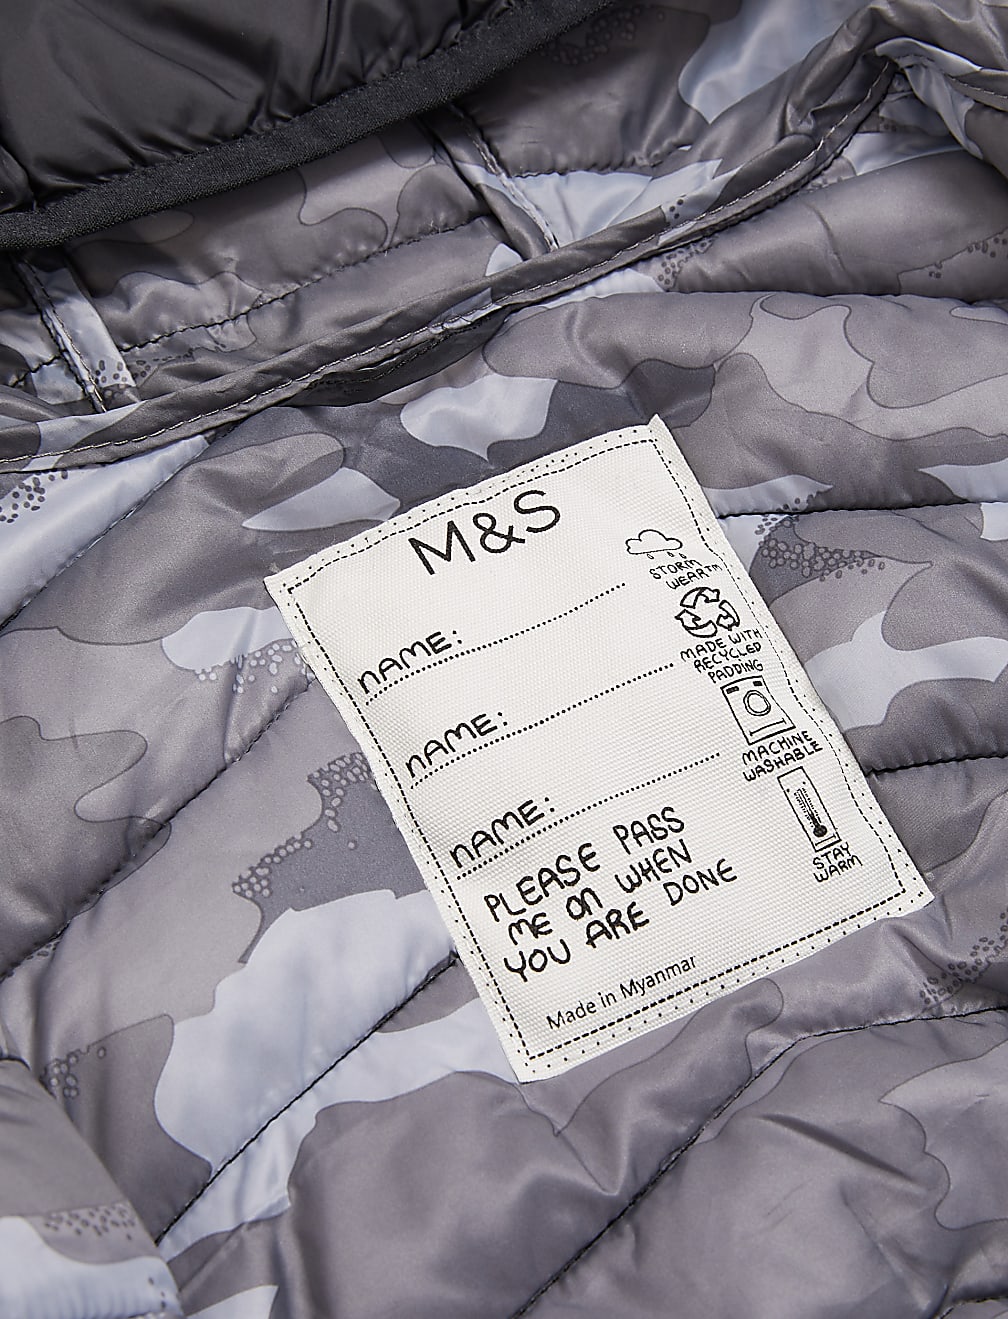 M&S
NAME:
NAME:
NAME:
PLEASE PASS
ME ON WHEN
YOU ARE DONE
Made in Myanmar
STORM
WEAR™
MADE WITH
RECYCLED
PADDING
MACHINE
WASHABLE
STAY
WARM